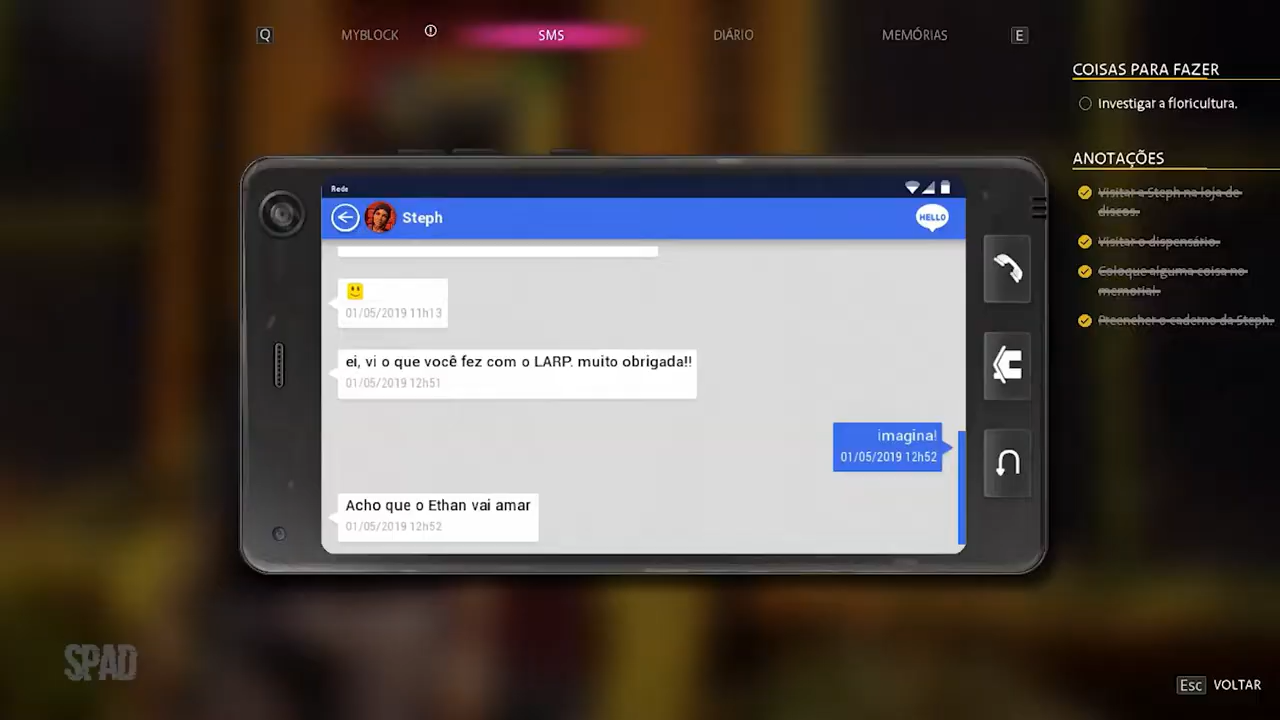 Q
MYBLOCK
SMS
DIÁRIO
MEMÓRIAS
E
COISAS PARA FAZER
Investigar a floricultura.
ANOTAÇÕES
Visitar a Steph na loja de
discos.
Visitar o dispensário.
Coloque alguma coisa no
memorial.
Preencher o caderno da Steph.
Rede
Steph
HELLO
01/05/2019 11h13
ei, vi o que você fez com o LARP. muito obrigada!!
01/05/2019 12h51
imagina!
01/05/2019 12h52
Acho que o Ethan vai amar
01/05/2019 12h52
SPAD
Esc VOLTAR